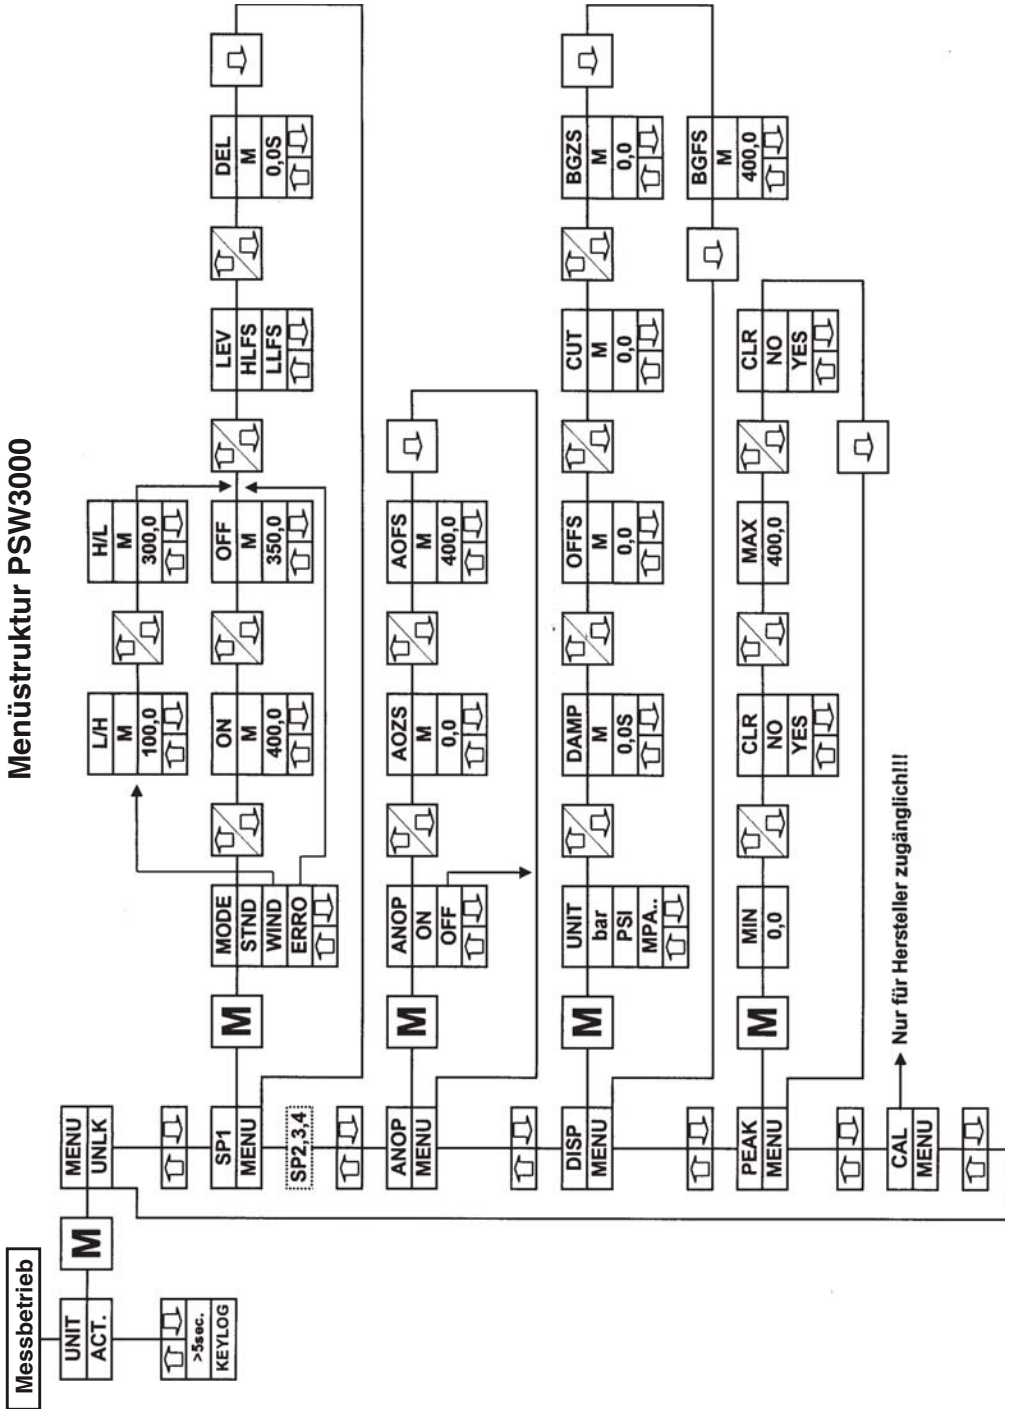 Menüstruktur PSW3000
Messbetrieb
UNIT
ACT.
>5sec.
KEYLOG
M
MENU
UNLK
L/H
M
100,0
H/L
M
300,0
SP1
MENU
M
MODE
STND
WIND
ERRO
ON
M
400,0
OFF
M
350,0
LEV
HLFS
LLFS
DEL
M
0,0S
SP2,3,4
ANOP
MENU
M
ANOP
ON
OFF
AOZS
M
0,0
AOFS
M
400,0
DISP
MENU
M
UNIT
bar
PSI
MPA..
DAMP
M
0,0S
OFFS
M
0,0
CUT
M
0,0
BGZS
M
0,0
BGFS
M
400,0
PEAK
MENU
M
MIN
0,0
CLR
NO
YES
MAX
400,0
CLR
NO
YES
CAL
MENU
Nur für Hersteller zugänglich!!!